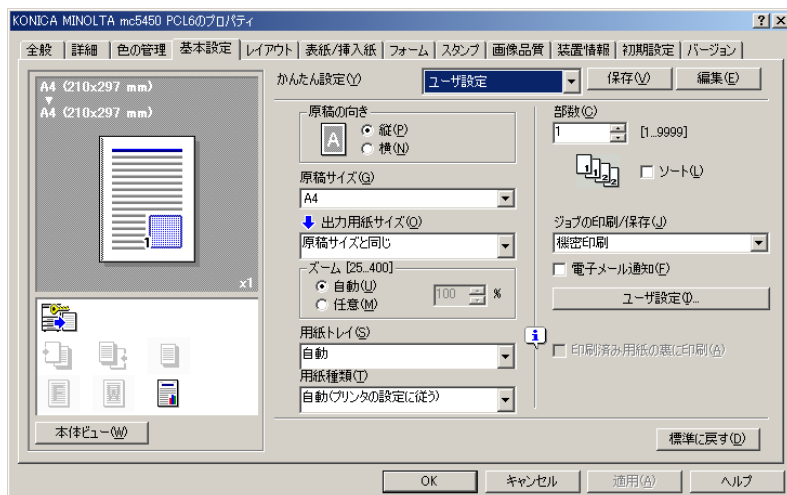 KONICA MINOLTA mc5450 PCL6のプロパティ
全般 詳細 色の管理 基本設定 レイアウト 表紙/挿入紙 フォーム スタンプ 画像品質 装置情報 初期設定 バージョン
A4 (210x297 mm)
A4 (210x297 mm)
1
x1
本体ビュー(W)
かんたん設定(Y) ユーザ設定 保存(V) 編集(E)
原稿の向き
A
縦(P)
横(N)
原稿サイズ(G)
A4
出力用紙サイズ(O)
原稿サイズと同じ
ズーム [25...400]
自動(U)
任意(M)
100 %
用紙トレイ(S)
自動
用紙種類(T)
自動(プリンタの設定に従う)
部数(C)
1 [1...9999]
1 1 2 2 ソート(L)
ジョブの印刷/保存(J)
機密印刷
電子メール通知(F)
ユーザ設定(I)...
印刷済み用紙の裏に印刷(A)
標準に戻す(D)
OK キャンセル 適用(A) ヘルプ